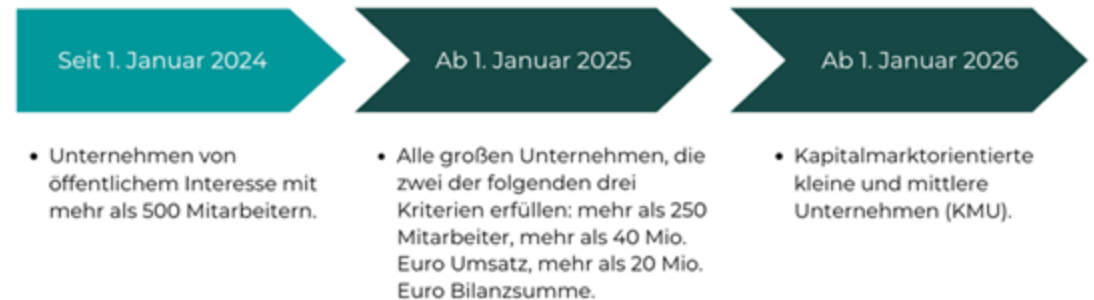 Seit 1. Januar 2024
Ab 1. Januar 2025
Ab 1. Januar 2026
• Unternehmen von
öffentlichem Interesse mit
mehr als 500 Mitarbeitern.
• Alle großen Unternehmen, die
zwei der folgenden drei
Kriterien erfüllen: mehr als 250
Mitarbeiter, mehr als 40 Mio.
Euro Umsatz, mehr als 20 Mio.
Euro Bilanzsumme.
• Kapitalmarktorientierte
kleine und mittlere
Unternehmen (KMU).